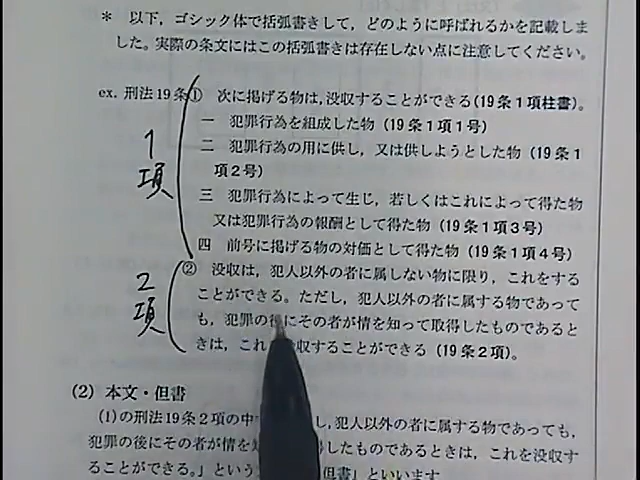 ＊ 以下，ゴシック体で括弧書きして，どのように呼ばれるかを記載しま
した。実際の条文にはこの括弧書きは存在しない点に注意してください。
ex. 刑法19条① 次に掲げる物は，没収することができる（19条1項柱書）。
一 犯罪行為を組成した物（19条1項1号）
二 犯罪行為の用に供し，又は供しようとした物（19条1
項2号）
三 犯罪行為によって生じ，若しくはこれによって得た物
又は犯罪行為の報酬として得た物（19条1項3号）
四 前号に掲げる物の対価として得た物（19条1項4号）
1項
② 没収は，犯人以外の者に属しない物に限り，これをする
ことができる。ただし，犯人以外の者に属する物であって
も，犯罪の後にその者が情を知って取得したものであると
きは，これ 没収することができる（19条2項）。
2項
(2) 本文・但書
(1)の刑法19条2項の中 し，犯人以外の者に属する物であっても，
犯罪の後にその者が情を 得したものであるときは，これを没収す
ることができる。」という 但書」といいます